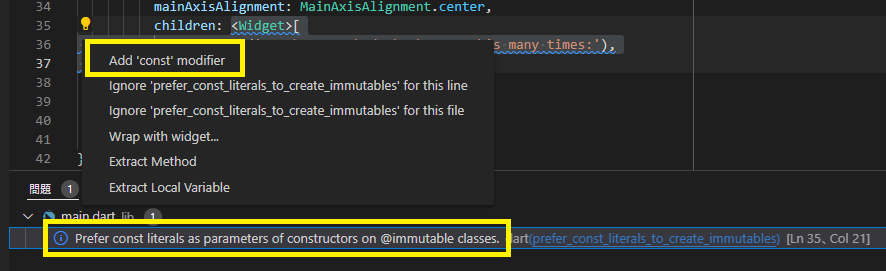 34 mainAxisAlignment: MainAxisAlignment.center,
35 children: <Widget>[
36 s many times:'),
37
Add 'const' modifier
38
Ignore 'prefer_const_literals_to_create_immutables' for this line
39
Ignore 'prefer_const_literals_to_create_immutables' for this file
40
Wrap with widget...
41
Extract Method
42 }
Extract Local Variable
問題 1
main.dart lib 1
Prefer const literals as parameters of constructors on @immutable classes. dart(prefer_const_literals_to_create_immutables) [Ln 35, Col 21]